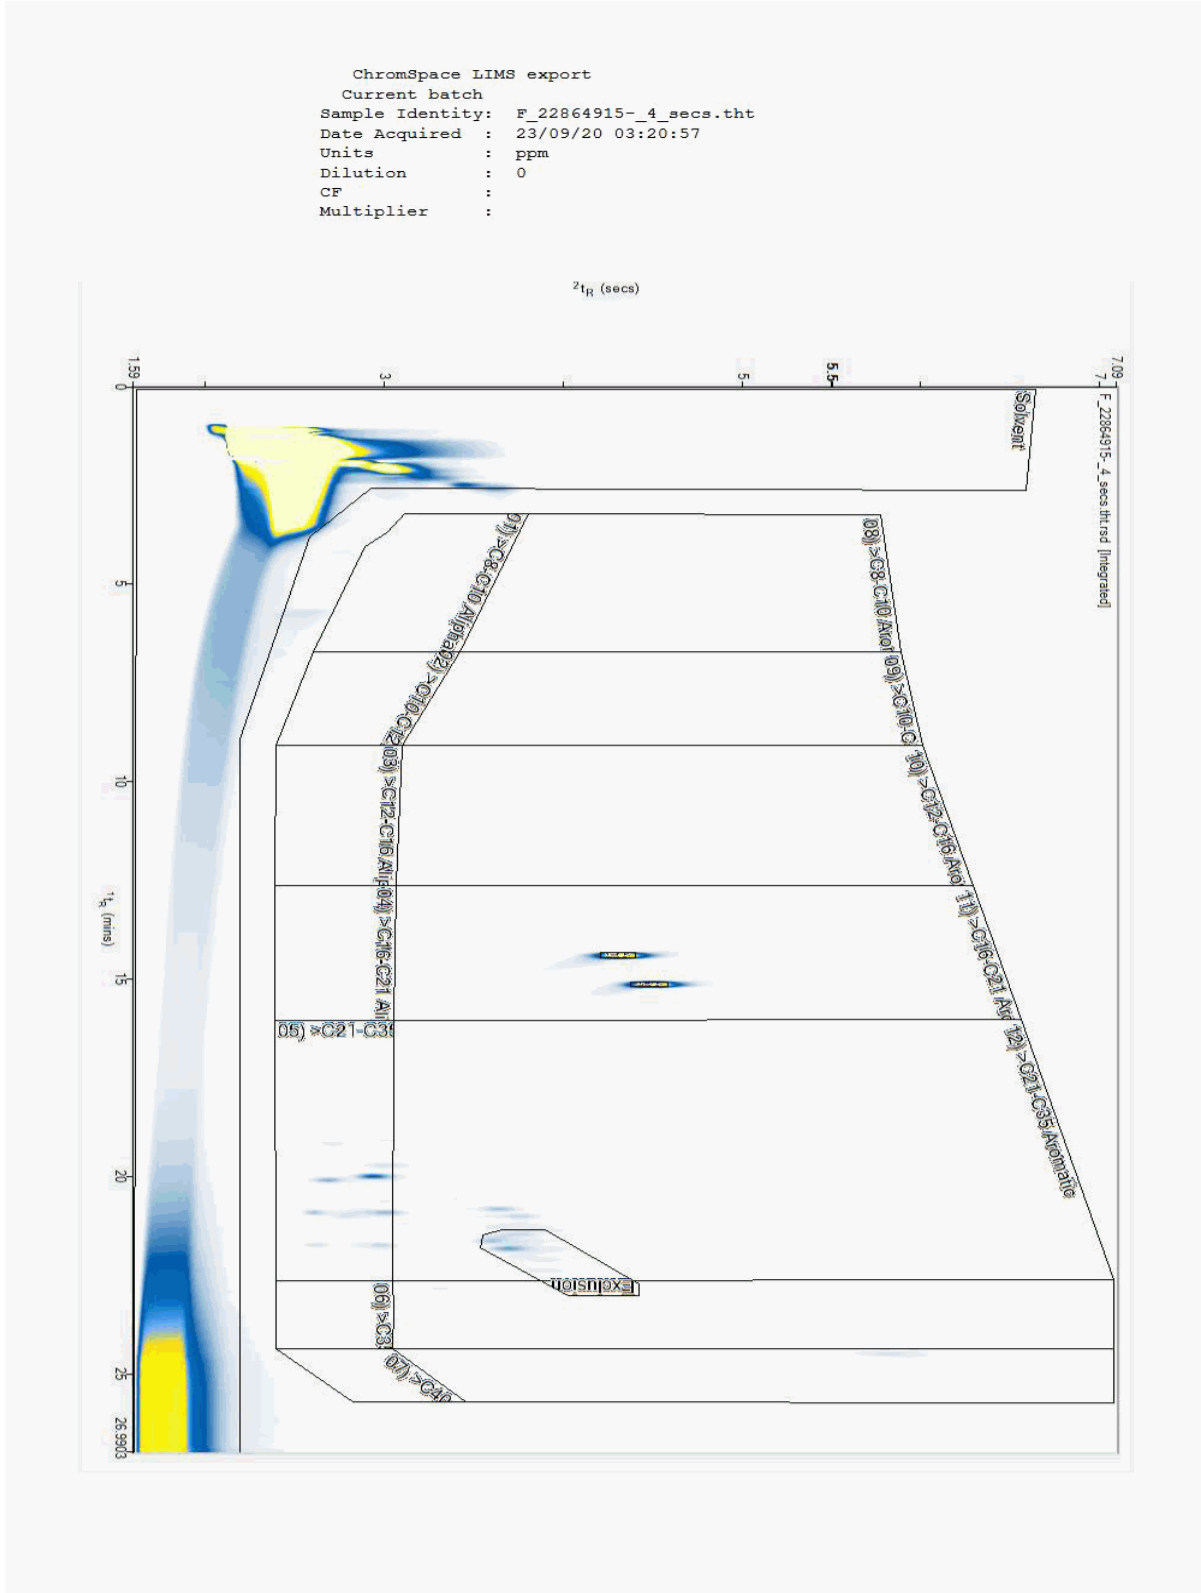 ChromSpace LIMS export
Current batch
Sample Identity: F_22864915-_4_secs.tht
Date Acquired : 23/09/20 03:20:57
Units : ppm
Dilution : 0
CF :
Multiplier :
²tR (secs)
1.59
3
5
5.5
7
7.09
F_22864915-_4_secs.tht.rsd [Integrated]
Solvent
0
5
10
15
20
25
26.9903
¹tR (mins)
01) >C8-C10 Alipha
02) >C10-C12
03) >C12-C16 Alip
04) >C16-C21 Ali
05) >C21-C35
06) >C3
07) >C40
08) >C8-C10 Aro
09) >C10-C
10) >C12-C16 Aro
11) >C16-C21 Ar
12) >C21-C35 Aromatic
Exclusion